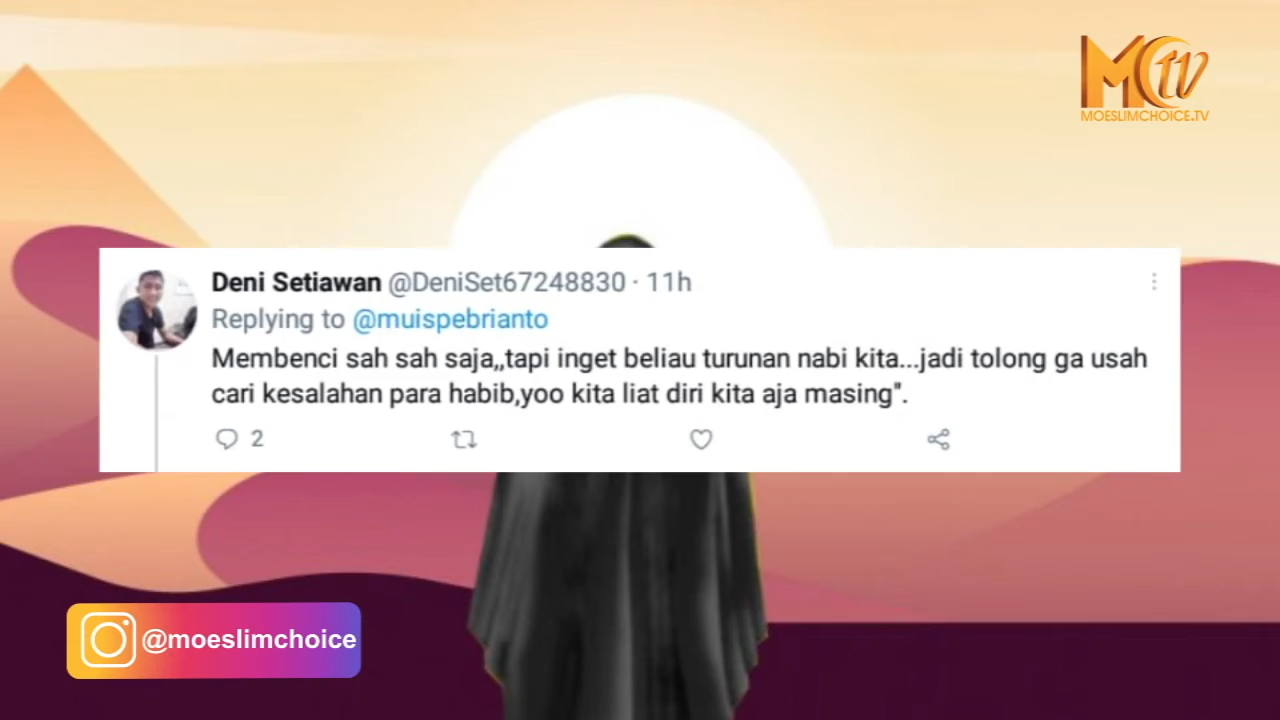 MCtv
MOESLIMCHOICE.TV
Deni Setiawan @DeniSet67248830 · 11h
Replying to @muispebrianto
Membenci sah sah saja,,tapi inget beliau turunan nabi kita...jadi tolong ga usah
cari kesalahan para habib,yoo kita liat diri kita aja masing".
2
@moeslimchoice